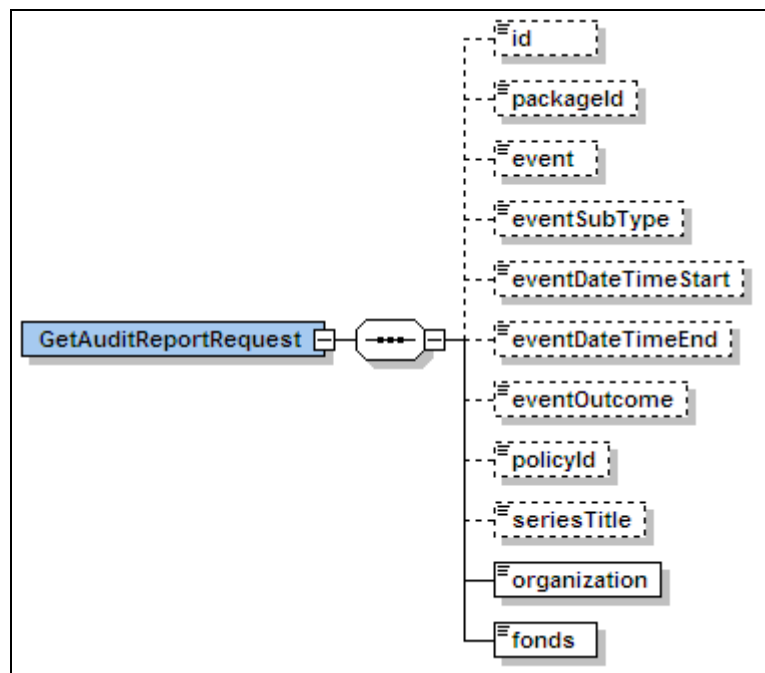 id
packageId
event
eventSubType
eventDateTimeStart
GetAuditReportRequest
eventDateTimeEnd
eventOutcome
policyId
seriesTitle
organization
fonds